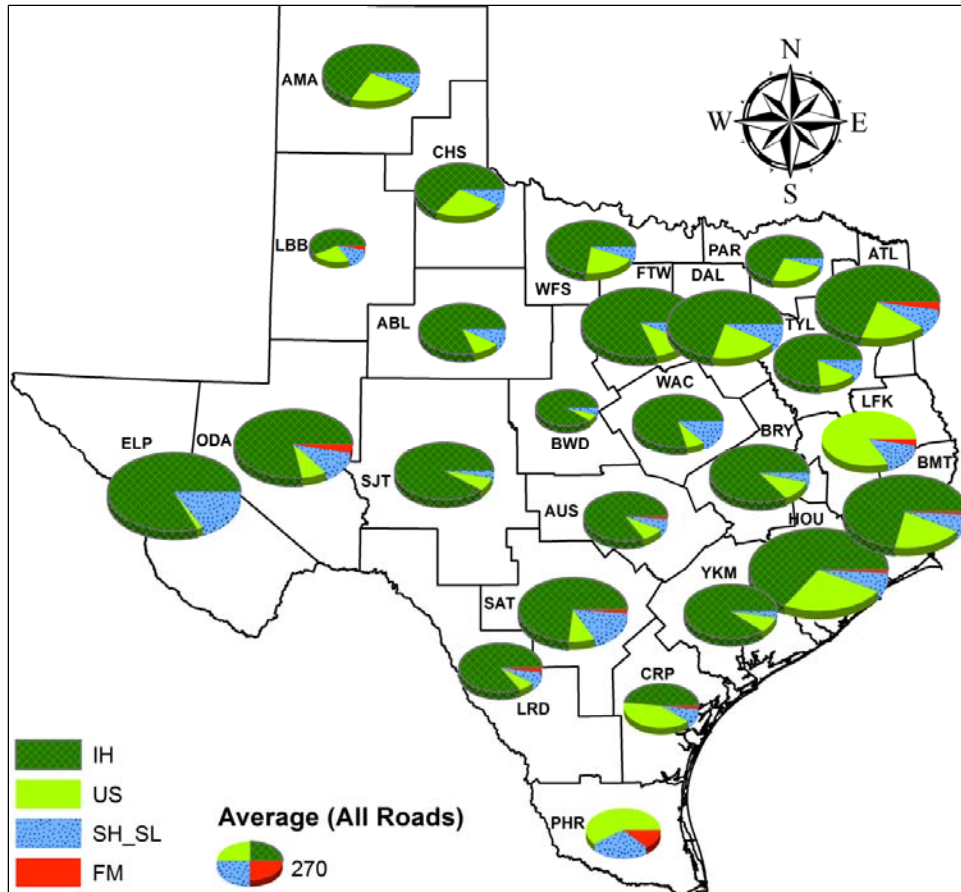 N
W E
S
AMA
CHS
LBB
WFS
FTW
DAL
PAR
ATL
ABL
TYL
WAC
LFK
BWD
BRY
BMT
ELP
ODA
SJT
AUS
HOU
YKM
SAT
LRD
CRP
PHR
IH
US
SH_SL
FM
Average (All Roads)
270